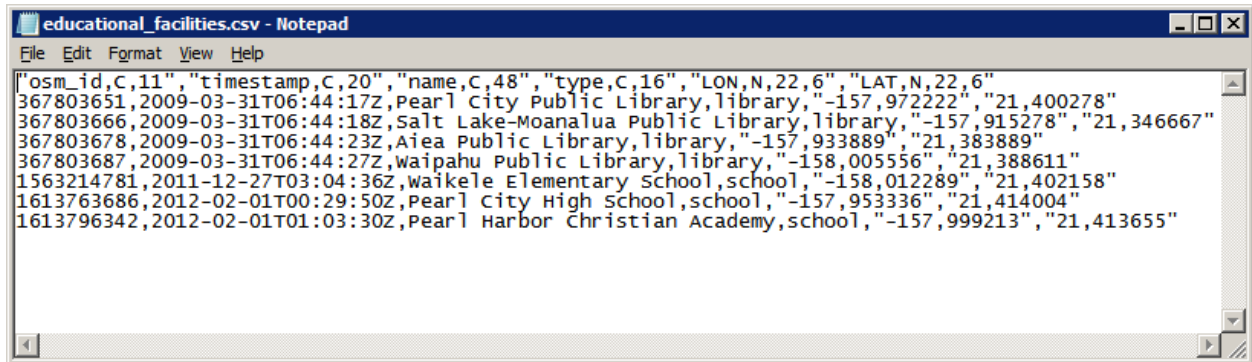 educational_facilities.csv - Notepad
File Edit Format View Help
"osm_id,C,11","timestamp,C,20","name,C,48","type,C,16","LON,N,22,6","LAT,N,22,6"
367803651,2009-03-31T06:44:17Z,Pearl City Public Library,library,"-157,972222","21,400278"
367803666,2009-03-31T06:44:18Z,Salt Lake-Moanalua Public Library,library,"-157,915278","21,346667"
367803678,2009-03-31T06:44:23Z,Aiea Public Library,library,"-157,933889","21,383889"
367803687,2009-03-31T06:44:27Z,Waipahu Public Library,library,"-158,005556","21,388611"
1563214781,2011-12-27T03:04:36Z,Waikele Elementary School,school,"-158,012289","21,402158"
1613763686,2012-02-01T00:29:50Z,Pearl City High School,school,"-157,953336","21,414004"
1613796342,2012-02-01T01:03:30Z,Pearl Harbor Christian Academy,school,"-157,999213","21,413655"